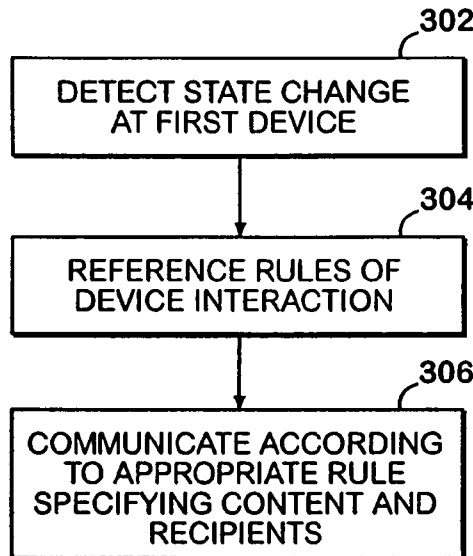 302
DETECT STATE CHANGE
AT FIRST DEVICE
304
REFERENCE RULES OF
DEVICE INTERACTION
306
COMMUNICATE ACCORDING
TO APPROPRIATE RULE
SPECIFYING CONTENT AND
RECIPIENTS